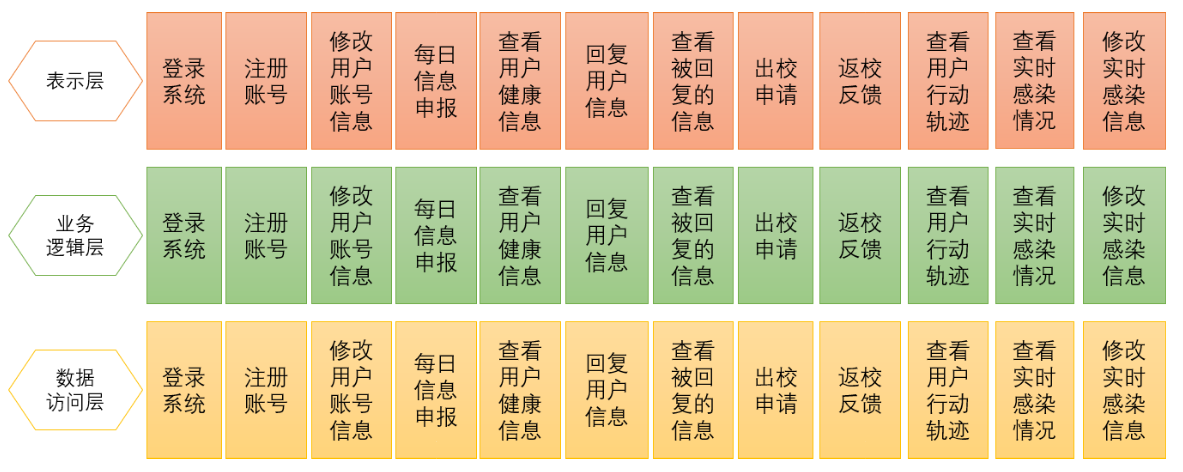 表示层
登录
系统
注册
账号
修改
用户
账号
信息
每日
信息
申报
查看
用户
健康
信息
回复
用户
信息
查看
被回
复的
信息
出校
申请
返校
反馈
查看
用户
行动
轨迹
查看
实时
感染
情况
修改
实时
感染
信息
业务
逻辑层
登录
系统
注册
账号
修改
用户
账号
信息
每日
信息
申报
查看
用户
健康
信息
回复
用户
信息
查看
被回
复的
信息
出校
申请
返校
反馈
查看
用户
行动
轨迹
查看
实时
感染
情况
修改
实时
感染
信息
数据
访问层
登录
系统
注册
账号
修改
用户
账号
信息
每日
信息
申报
查看
用户
健康
信息
回复
用户
信息
查看
被回
复的
信息
出校
申请
返校
反馈
查看
用户
行动
轨迹
查看
实时
感染
情况
修改
实时
感染
信息